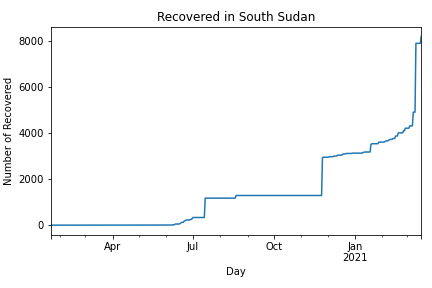 Recovered in South Sudan
Number of Recovered
8000
6000
4000
2000
0
Apr
Jul
Oct
Jan
2021
Day